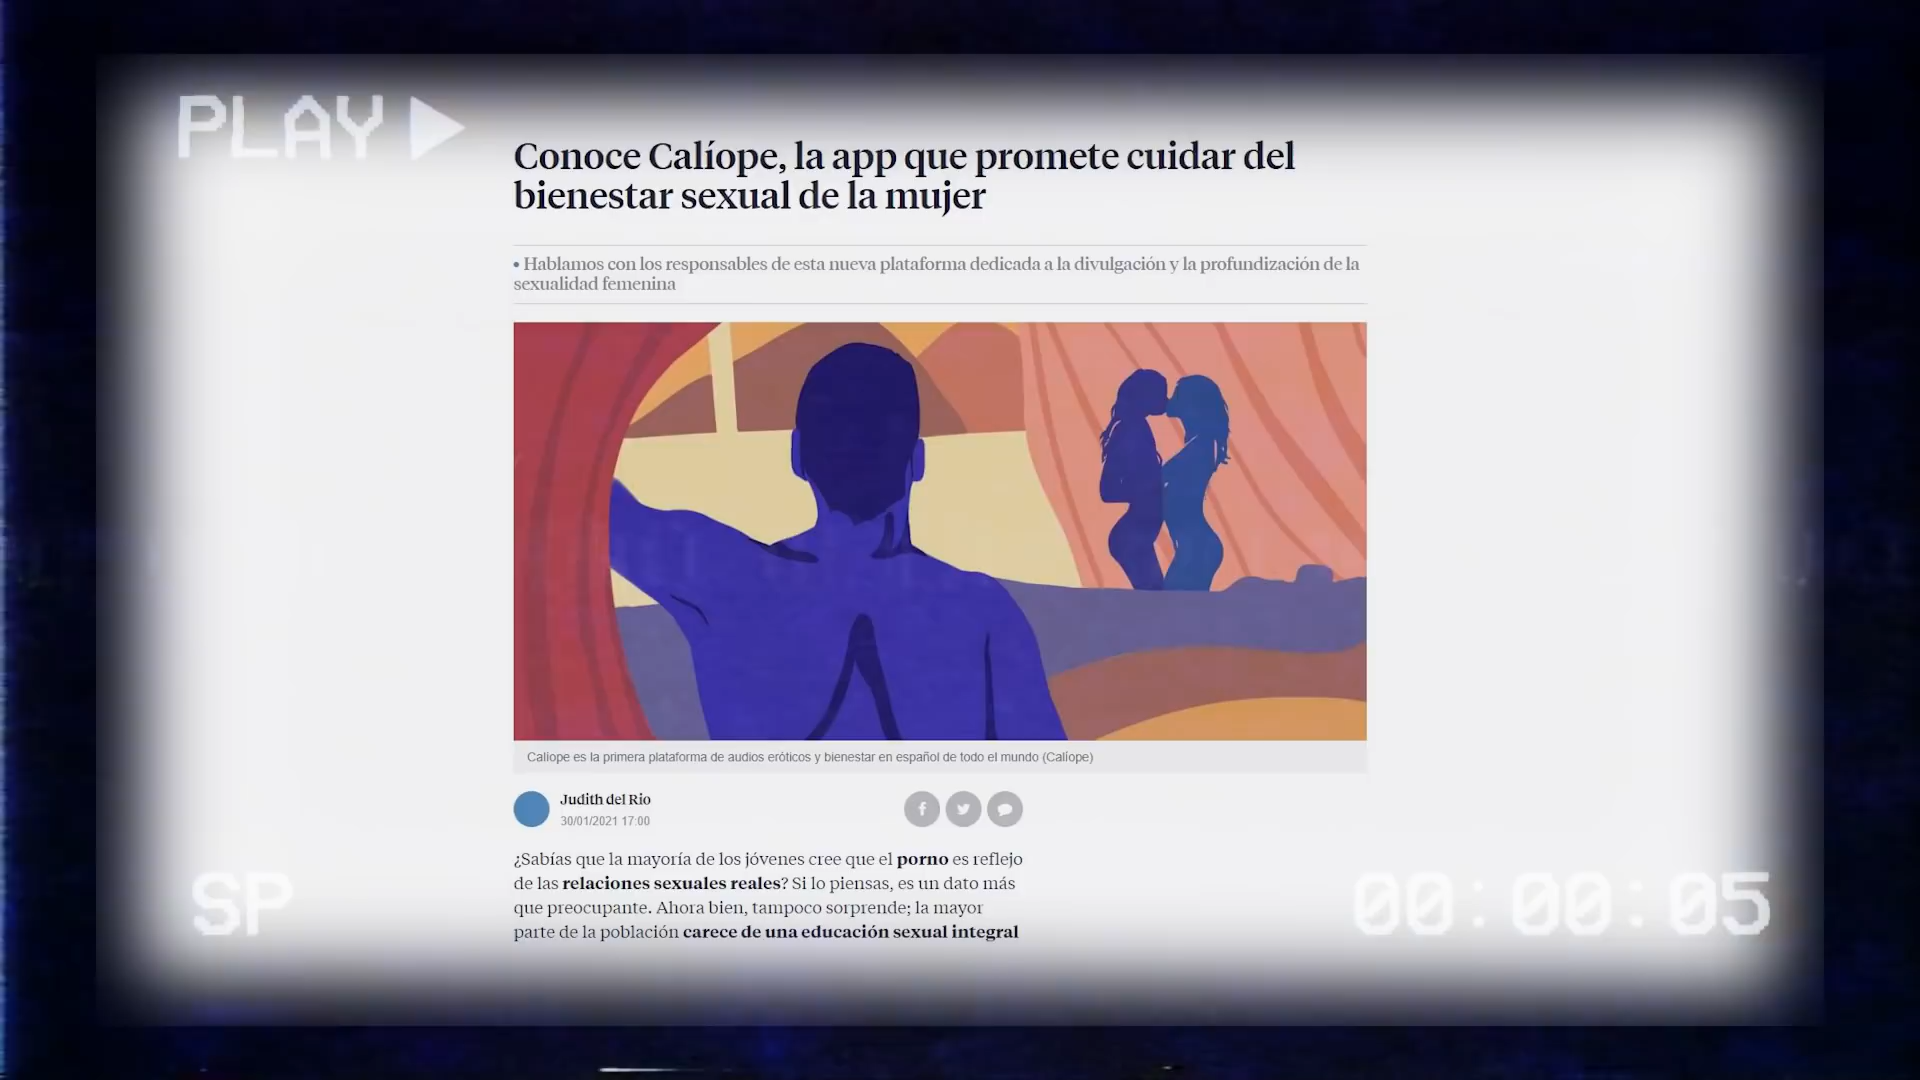 PLAY
Conoce Calíope, la app que promete cuidar del
bienestar sexual de la mujer
• Hablamos con los responsables de esta nueva plataforma dedicada a la divulgación y la profundización de la
sexualidad femenina
Calíope es la primera plataforma de audios eróticos y bienestar en español de todo el mundo (Calíope)
Judith del Rio
30/01/2021 17:00
¿Sabías que la mayoría de los jóvenes cree que el porno es reflejo
de las relaciones sexuales reales? Si lo piensas, es un dato más
que preocupante. Ahora bien, tampoco sorprende; la mayor
parte de la población carece de una educación sexual integral
SP
00:00:05